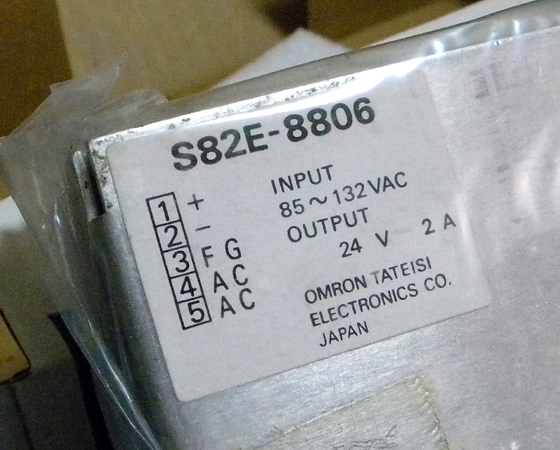 S82E-8806
1 +
2 −
3 F G
4 A C
5 A C
INPUT
85～132VAC
OUTPUT
24 V 2 A
OMRON TATEISI
ELECTRONICS CO.
JAPAN